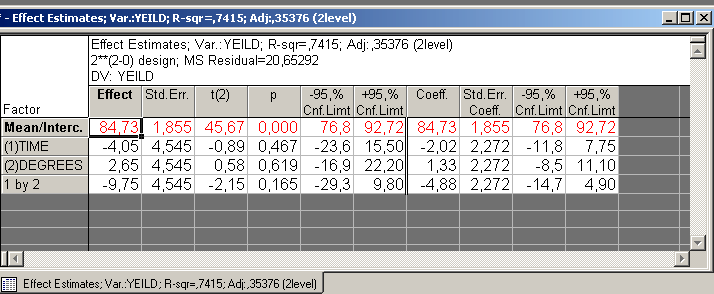 - Effect Estimates; Var.:YEILD; R-sqr=,7415; Adj:,35376 (2level)
Effect Estimates; Var.:YEILD; R-sqr=,7415; Adj:,35376 (2level)
2**(2-0) design; MS Residual=20,65292
DV: YEILD
Factor Effect Std.Err. t(2) p -95,% Cnf.Limt +95,% Cnf.Limt Coeff. Std.Err. Coeff. -95,% Cnf.Limt +95,% Cnf.Limt
Mean/Interc. 84,73 1,855 45,67 0,000 76,8 92,72 84,73 1,855 76,8 92,72
(1)TIME -4,05 4,545 -0,89 0,467 -23,6 15,50 -2,02 2,272 -11,8 7,75
(2)DEGREES 2,65 4,545 0,58 0,619 -16,9 22,20 1,33 2,272 -8,5 11,10
1 by 2 -9,75 4,545 -2,15 0,165 -29,3 9,80 -4,88 2,272 -14,7 4,90
Effect Estimates; Var.:YEILD; R-sqr=,7415; Adj:,35376 (2level)